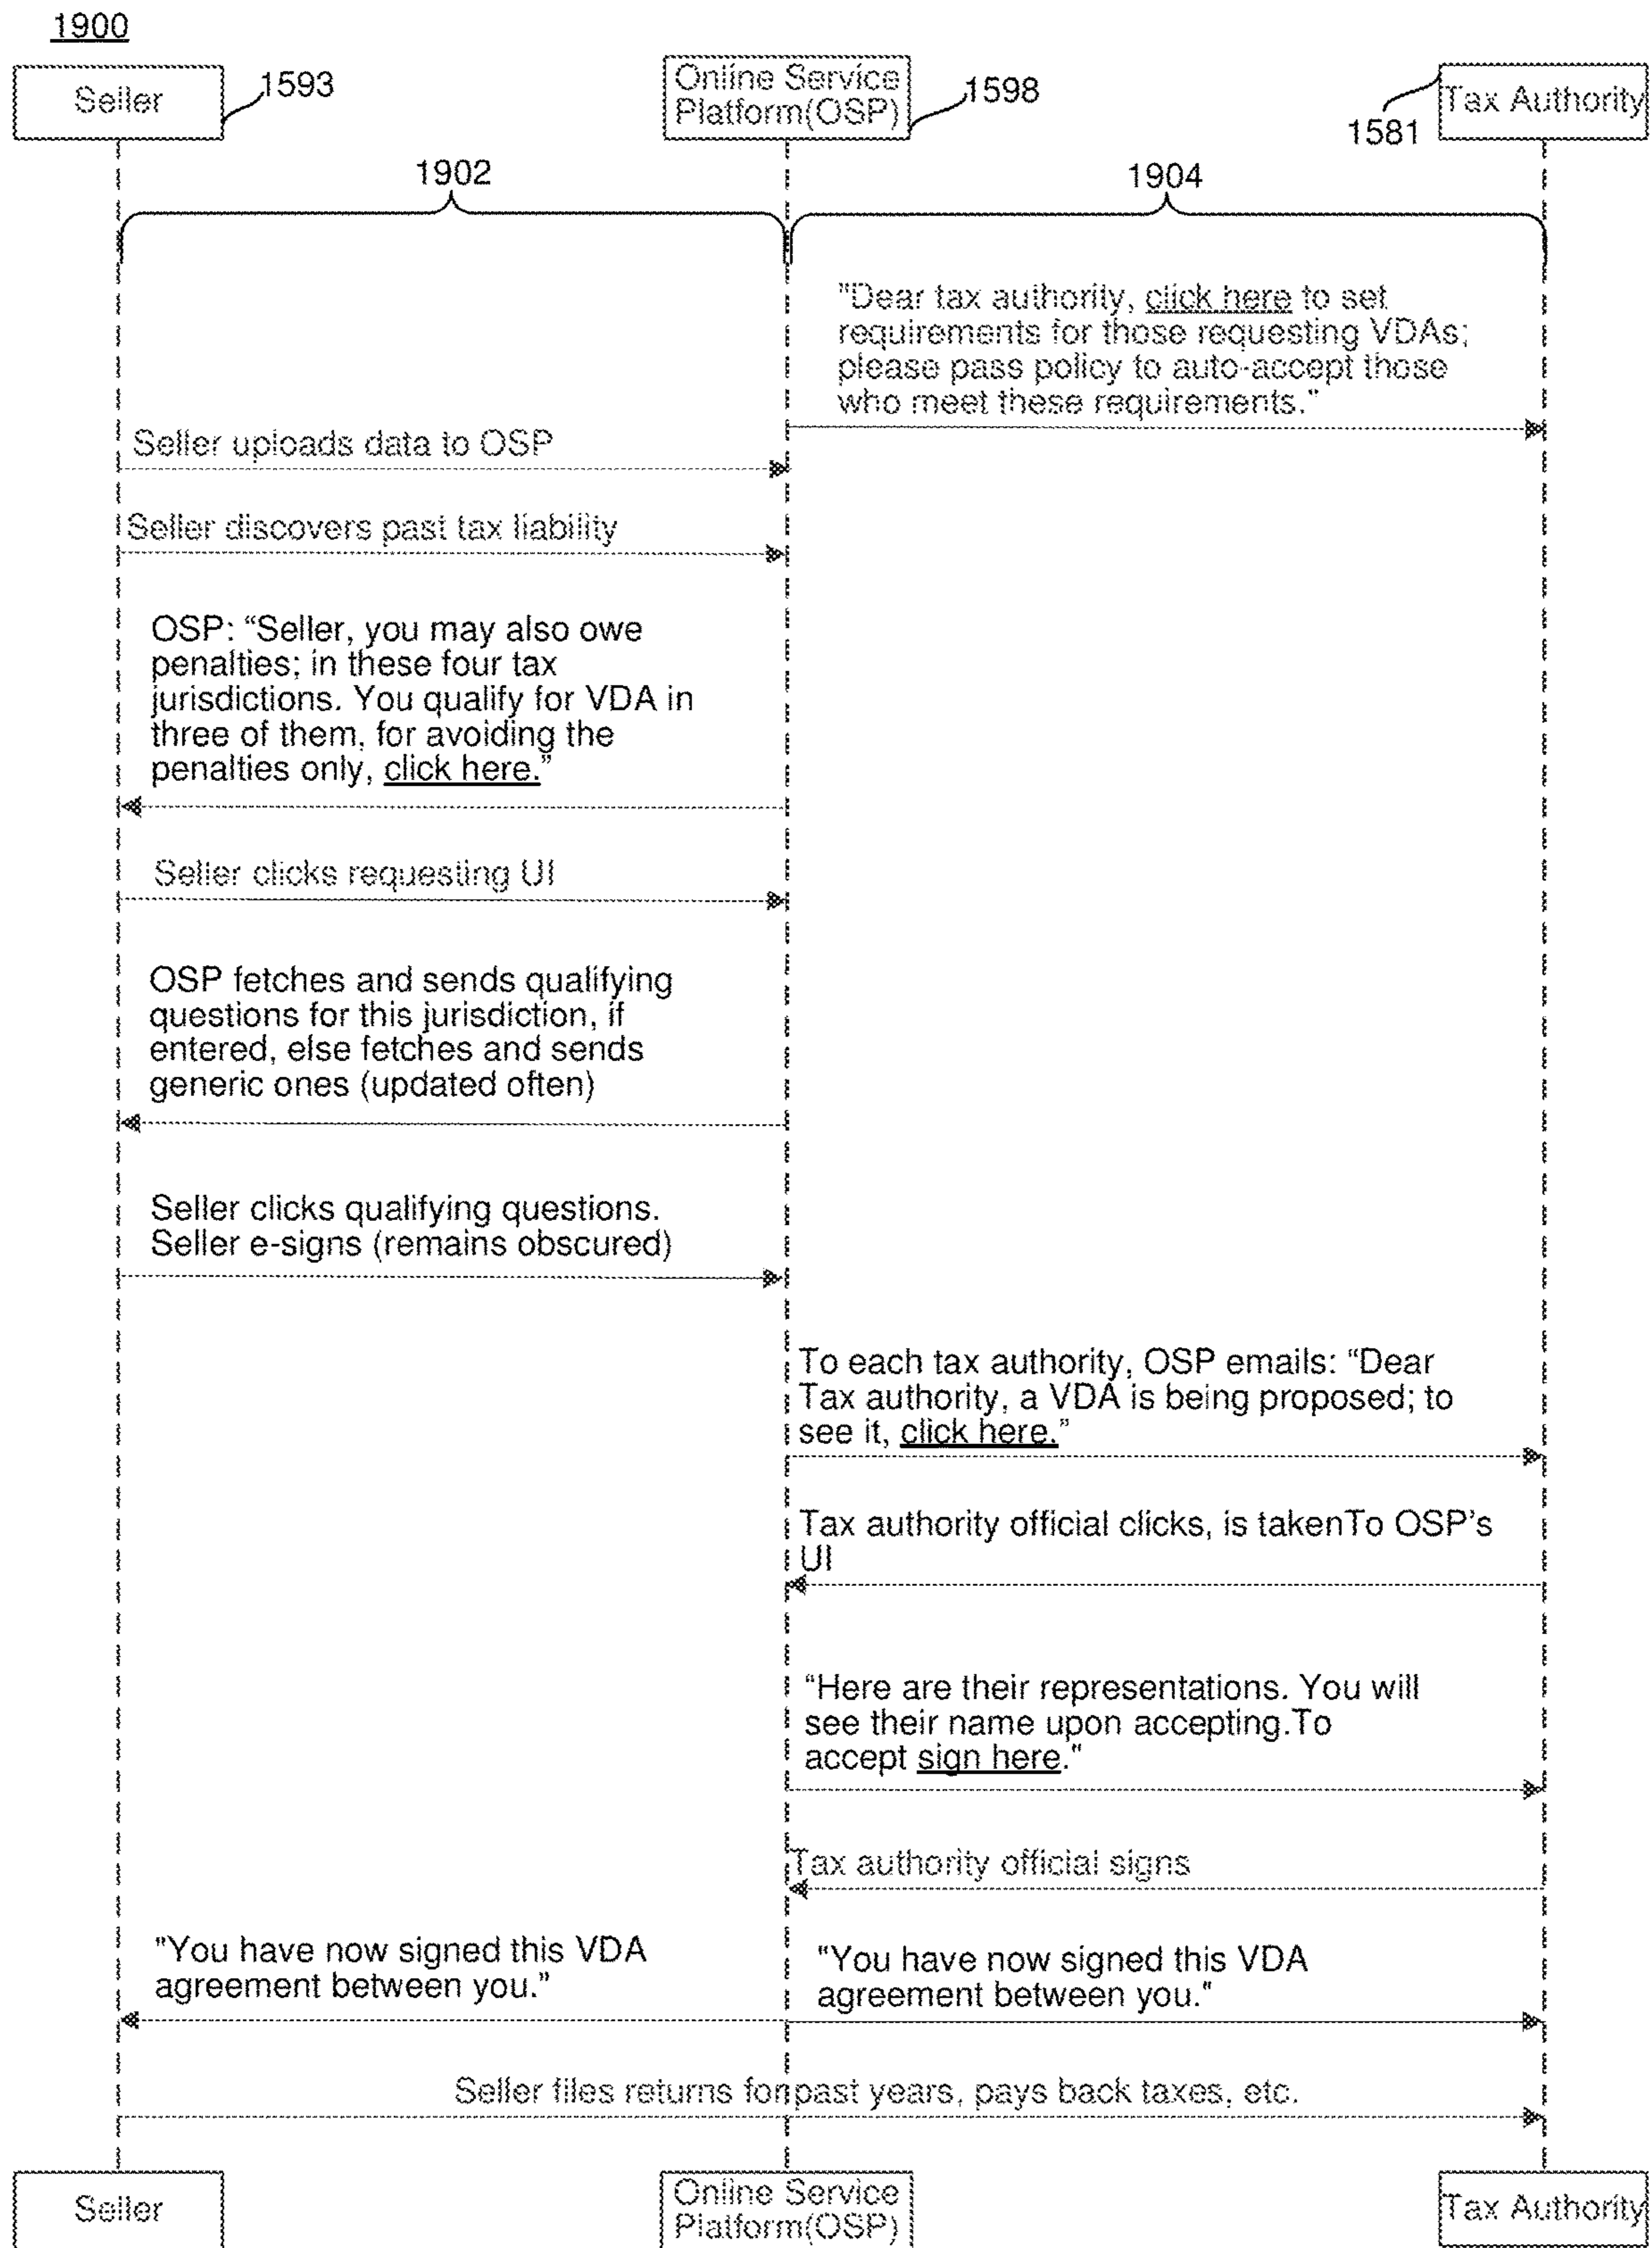 1900
Seller
1593
Online Service
Platform(OSP)
1598
1581
Tax Authority
1902
1904
"Dear tax authority, click here to set
requirements for those requesting VDAs;
please pass policy to auto-accept those
who meet these requirements."
Seller uploads data to OSP
Seller discovers past tax liability
OSP: “Seller, you may also owe
penalties; in these four tax
jurisdictions. You qualify for VDA in
three of them, for avoiding the
penalties only, click here.”
Seller clicks requesting UI
OSP fetches and sends qualifying
questions for this jurisdiction, if
entered, else fetches and sends
generic ones (updated often)
Seller clicks qualifying questions.
Seller e-signs (remains obscured)
To each tax authority, OSP emails: “Dear
Tax authority, a VDA is being proposed; to
see it, click here.”
Tax authority official clicks, is takenTo OSP’s
UI
“Here are their representations. You will
see their name upon accepting.To
accept sign here."
Tax authority official signs
"You have now signed this VDA
agreement between you.”
"You have now signed this VDA
agreement between you."
Seller files returns for past years, pays back taxes, etc.
Seller
Online Service
Platform(OSP)
Tax Authority